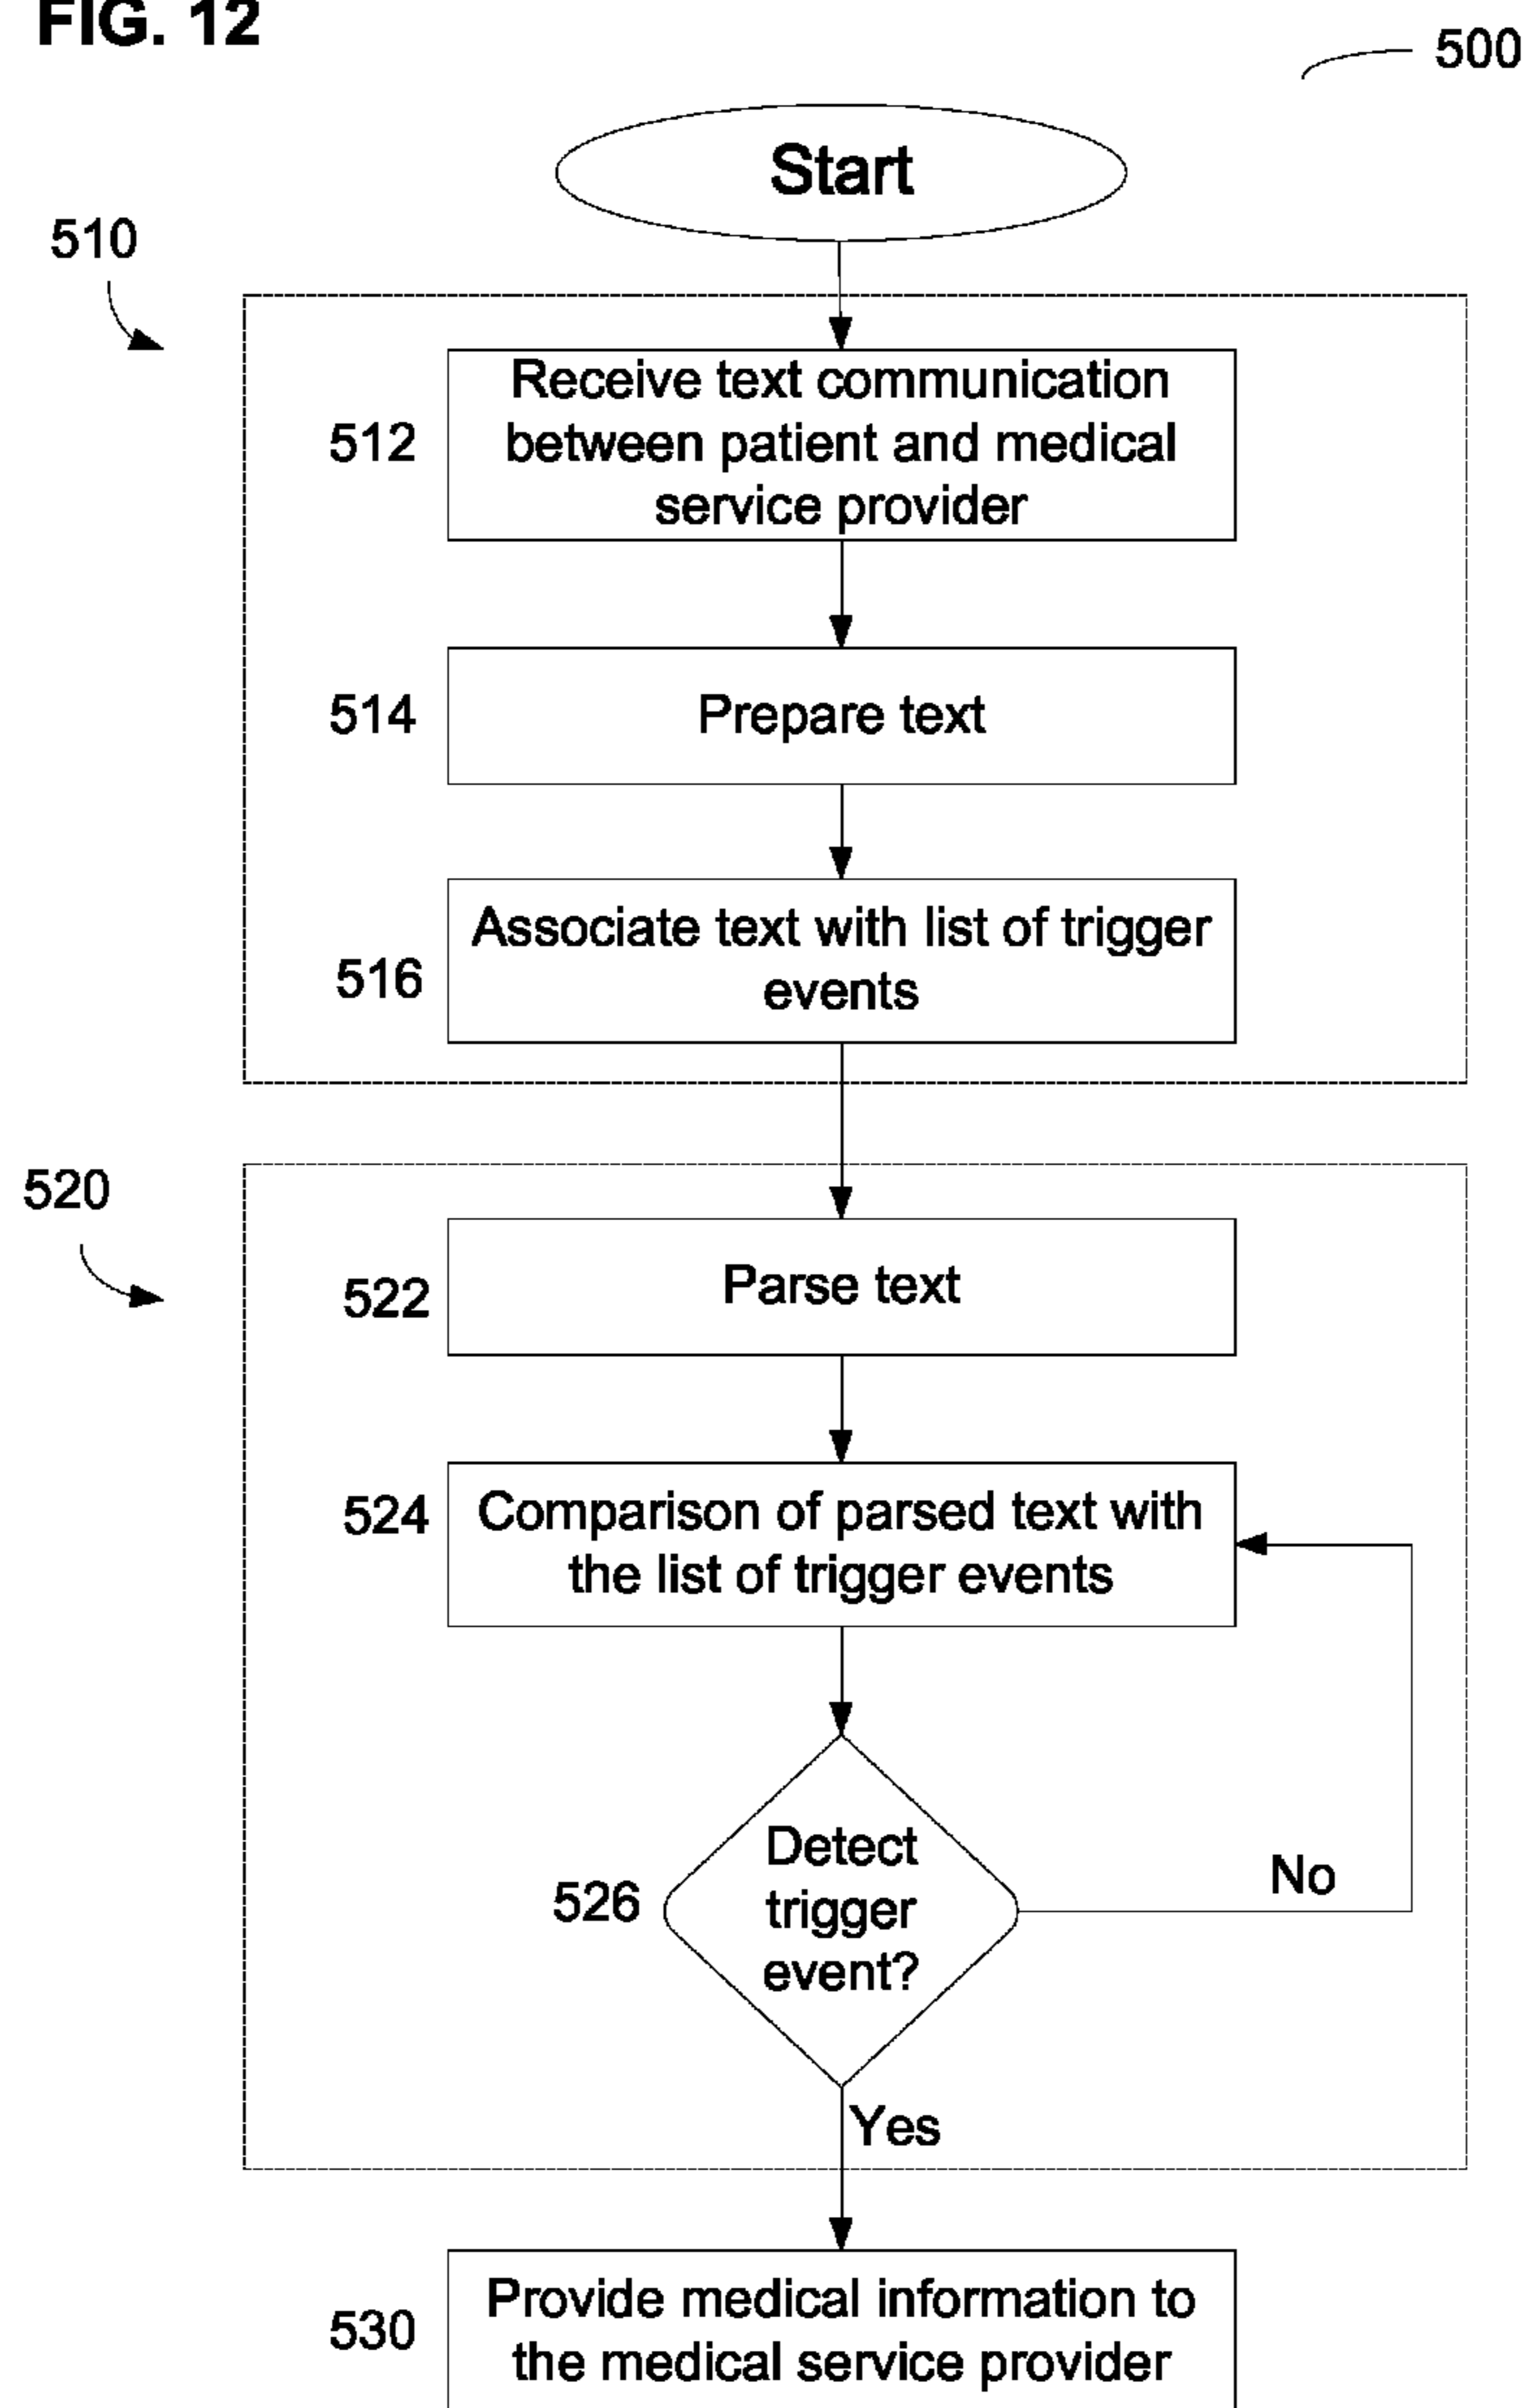 FIG. 12
500
Start
510
512
Receive text communication
between patient and medical
service provider
514
Prepare text
516
Associate text with list of trigger
events
520
522
Parse text
524
Comparison of parsed text with
the list of trigger events
526
Detect
trigger
event?
No
Yes
530
Provide medical information to
the medical service provider